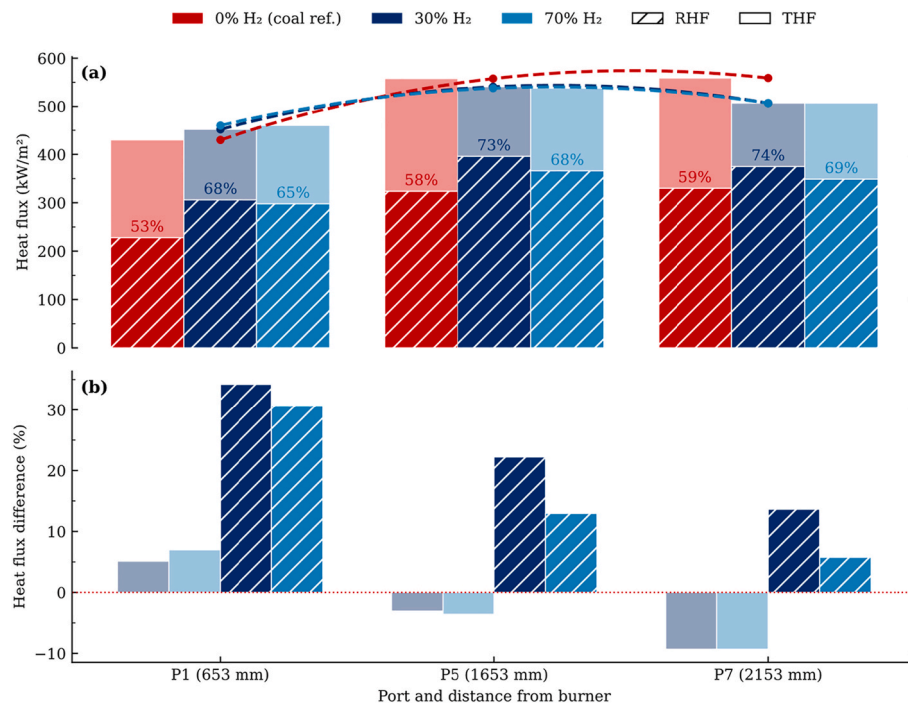 0% H₂ (coal ref.) 30% H₂ 70% H₂ RHF THF
(a)
Heat flux (kW/m²)
600
500
400
300
200
100
0
53% 68% 65% 58% 73% 68% 59% 74% 69%
(b)
Heat flux difference (%)
30
20
10
0
−10
P1 (653 mm) P5 (1653 mm) P7 (2153 mm)
Port and distance from burner